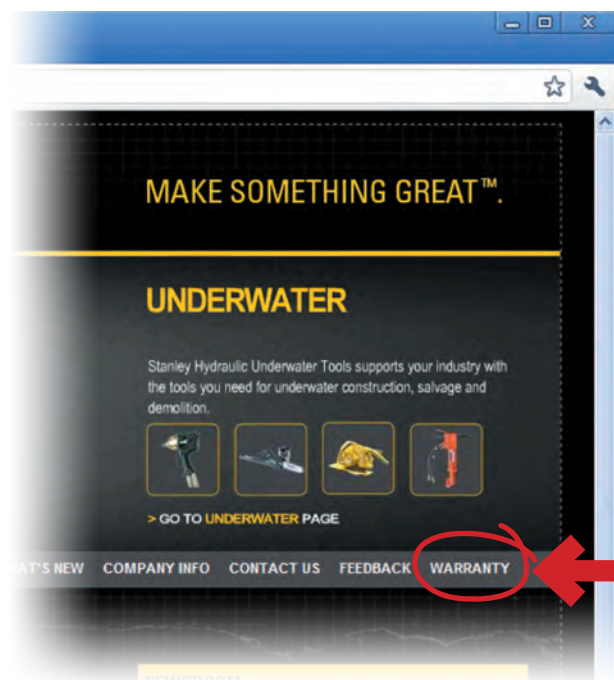 MAKE SOMETHING GREAT™.
UNDERWATER
Stanley Hydraulic Underwater Tools supports your industry with
the tools you need for underwater construction, salvage and
demolition.
> GO TO UNDERWATER PAGE
NEW COMPANY INFO CONTACT US FEEDBACK WARRANTY